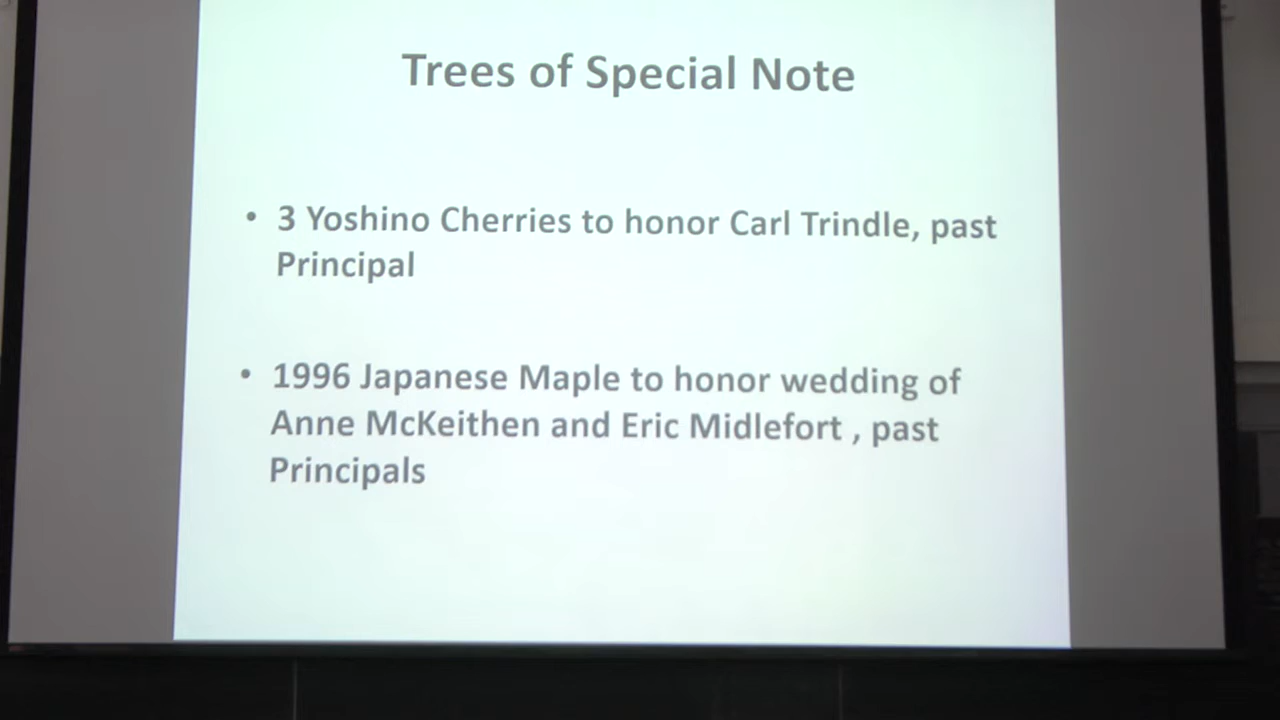 Trees of Special Note
• 3 Yoshino Cherries to honor Carl Trindle, past
Principal
• 1996 Japanese Maple to honor wedding of
Anne McKeithen and Eric Midlefort , past
Principals